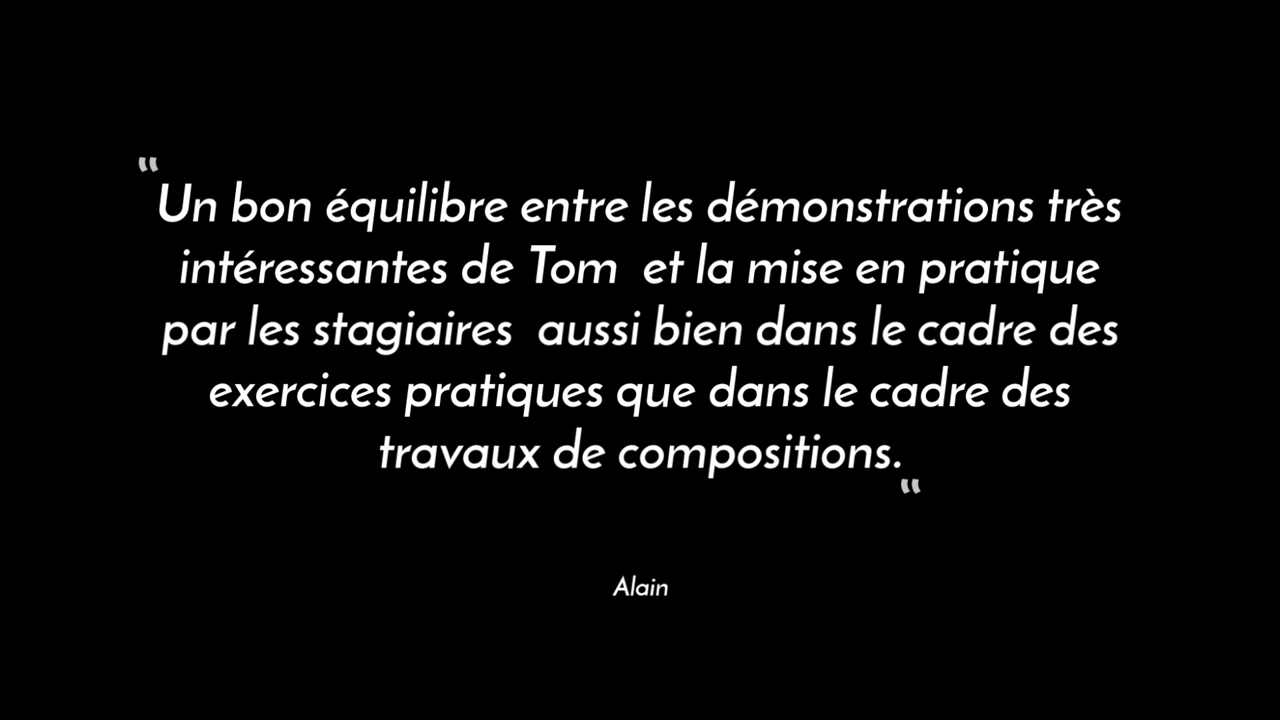 “Un bon équilibre entre les démonstrations très
intéressantes de Tom  et la mise en pratique
par les stagiaires  aussi bien dans le cadre des
exercices pratiques que dans le cadre des
travaux de compositions.“
Alain